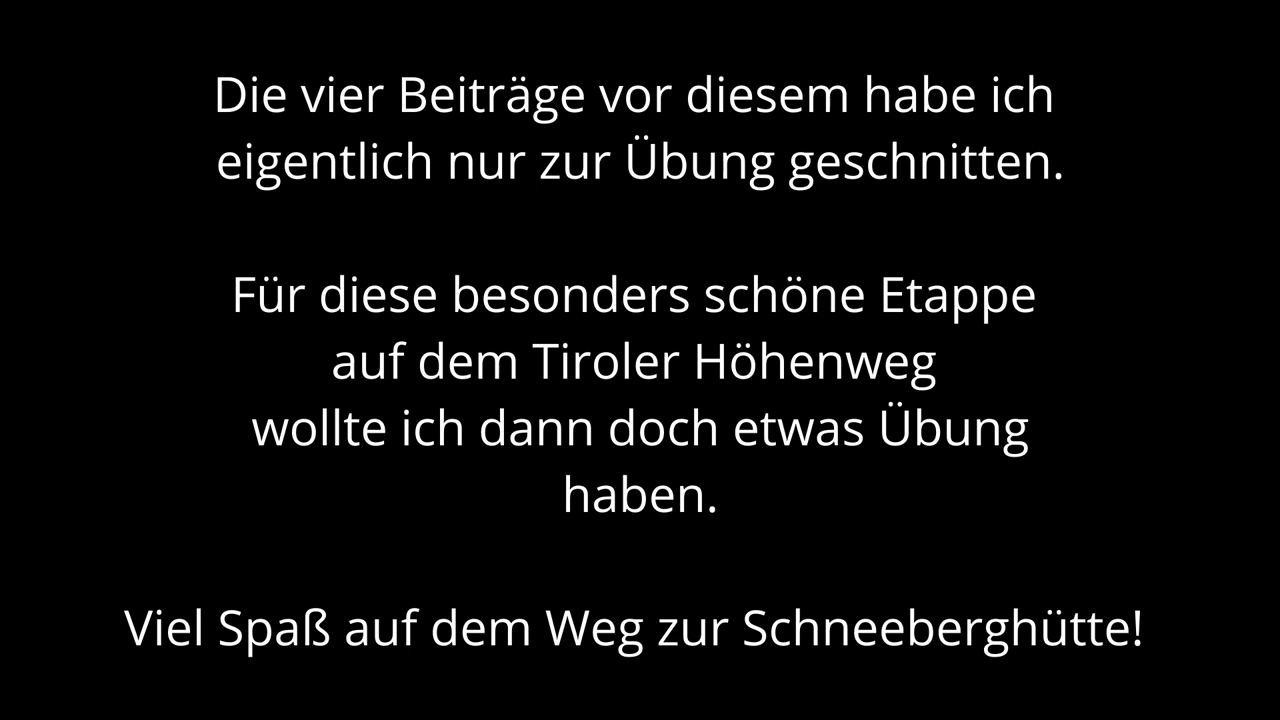 Die vier Beiträge vor diesem habe ich
eigentlich nur zur Übung geschnitten.
Für diese besonders schöne Etappe
auf dem Tiroler Höhenweg
wollte ich dann doch etwas Übung
haben.
Viel Spaß auf dem Weg zur Schneeberghütte!